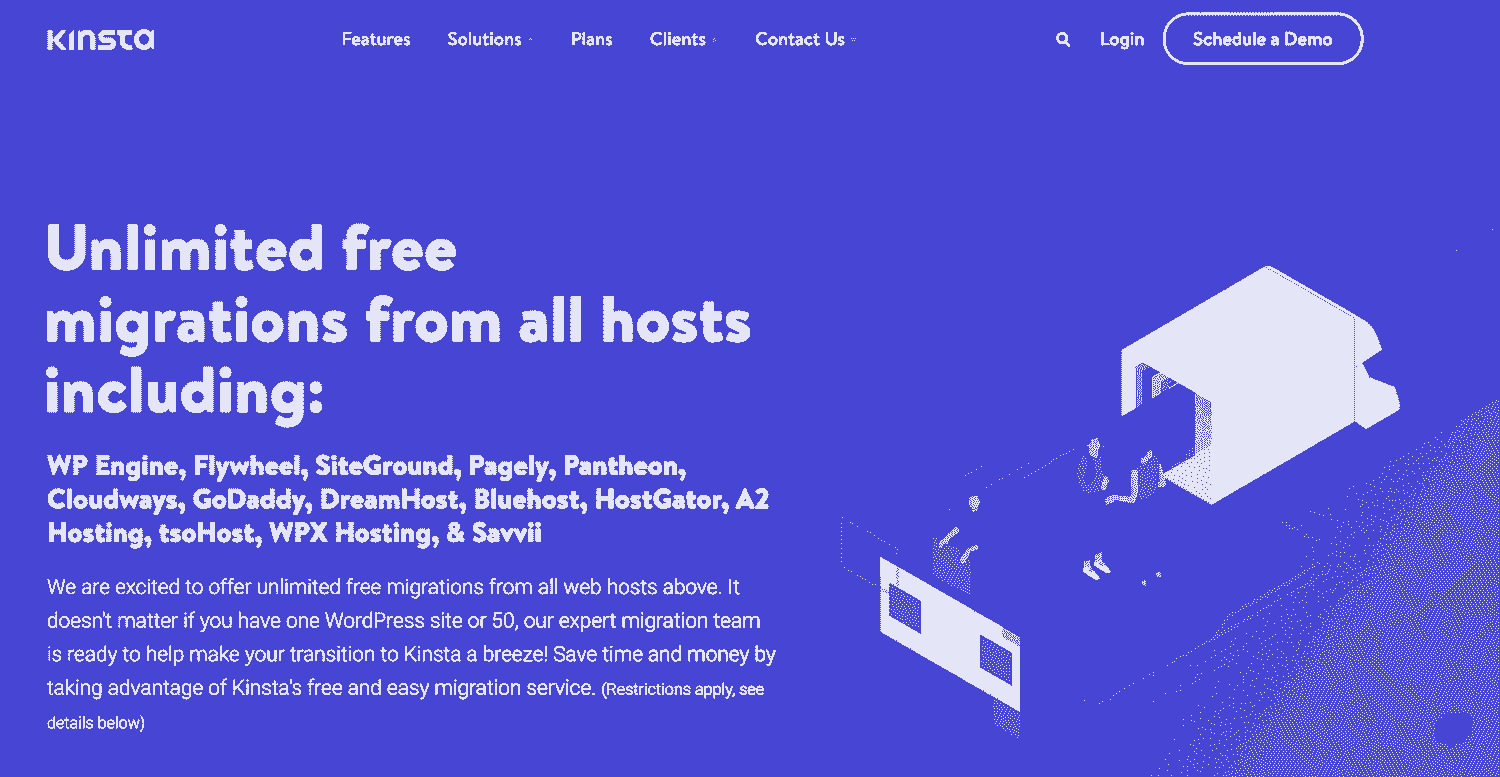 KINSTA
Features
Solutions
Plans
Clients
Contact Us
Login
Schedule a Demo
Unlimited free
migrations from all hosts
including:
WP Engine, Flywheel, SiteGround, Pagely, Pantheon,
Cloudways, GoDaddy, DreamHost, Bluehost, HostGator, A2
Hosting, tsoHost, WPX Hosting, & Savvii
We are excited to offer unlimited free migrations from all web hosts above. It
doesn't matter if you have one WordPress site or 50, our expert migration team
is ready to help make your transition to Kinsta a breeze! Save time and money by
taking advantage of Kinsta's free and easy migration service. (Restrictions apply, see
details below)